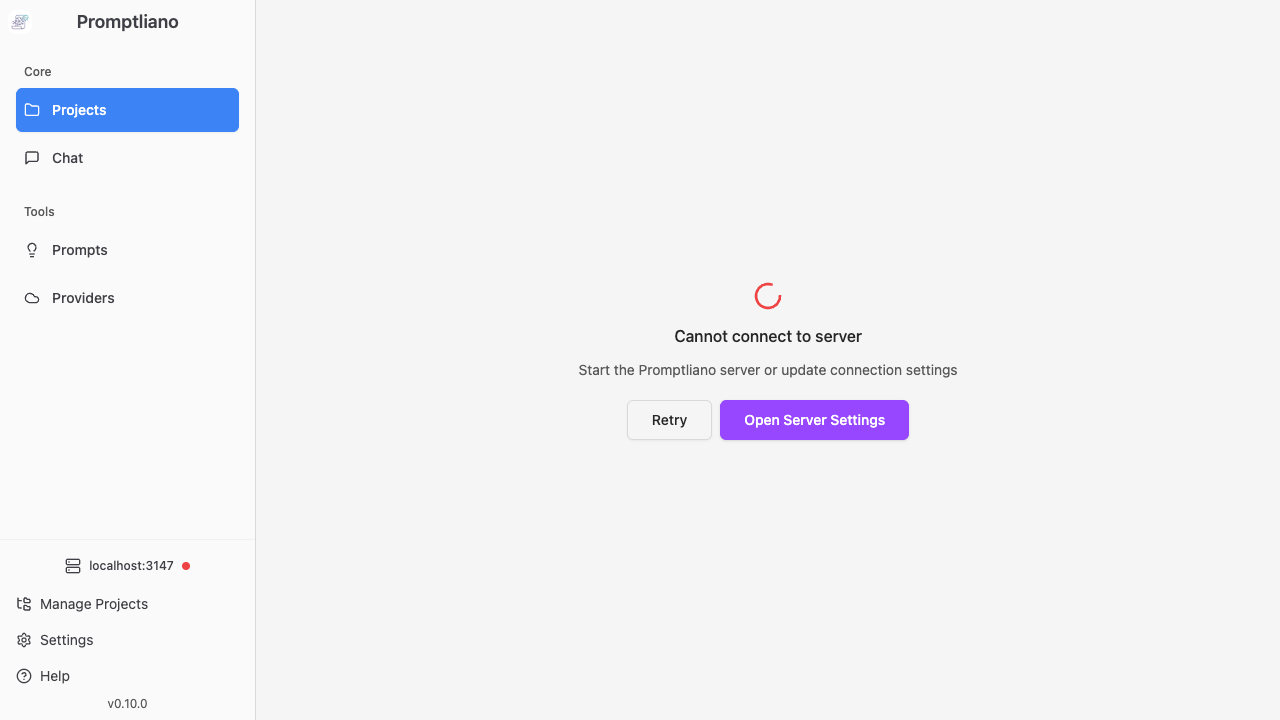 Promptliano
Core
Projects
Chat
Tools
Prompts
Providers
localhost:3147
Manage Projects
Settings
Help
v0.10.0
Cannot connect to server
Start the Promptliano server or update connection settings
Retry
Open Server Settings